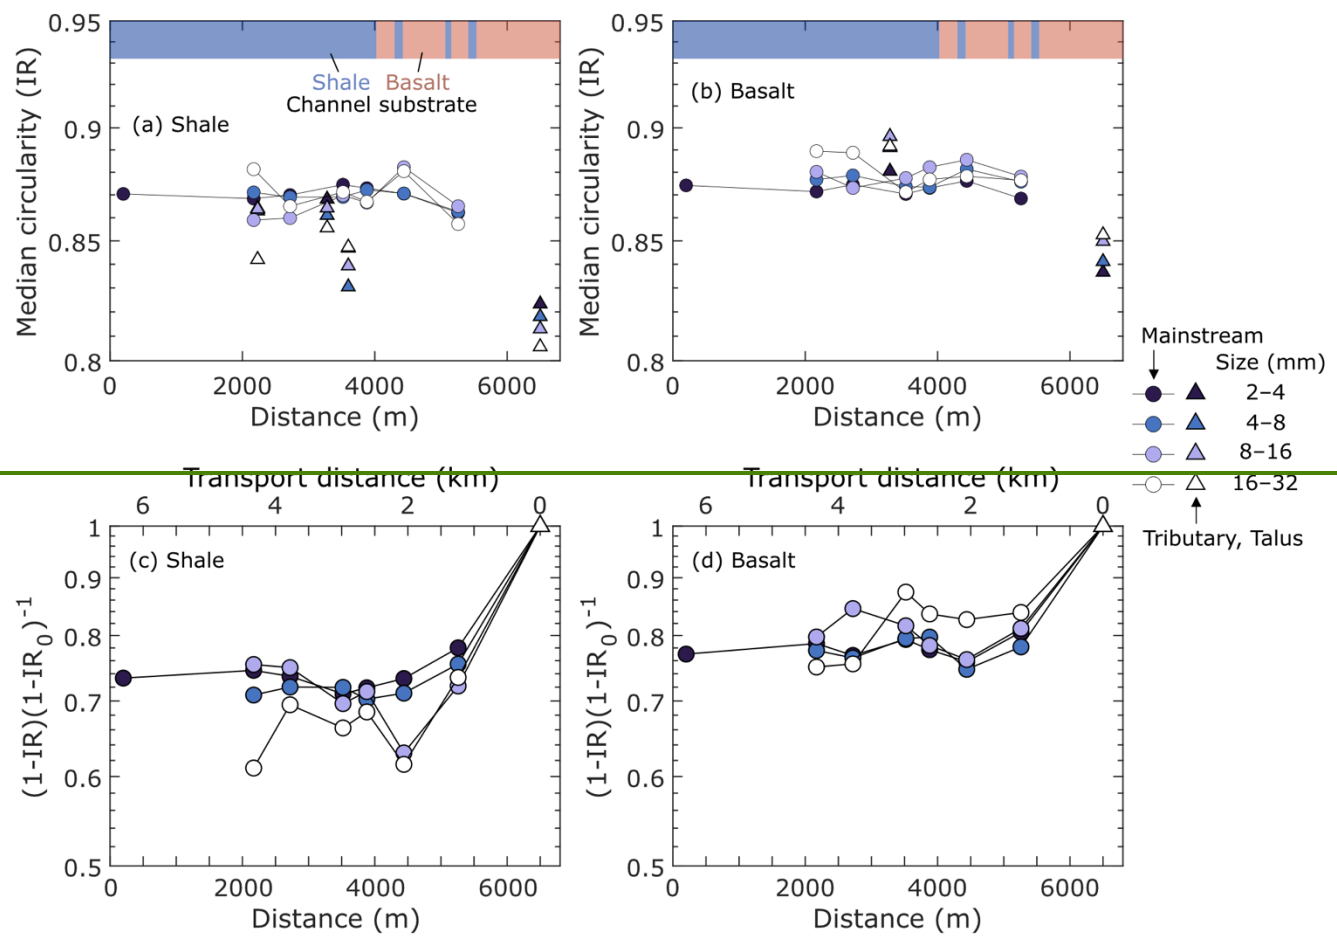 0.95
0.9
0.85
0.8
Median circularity (IR)
Shale Basalt
Channel substrate
(a) Shale
0 2000 4000 6000
Distance (m)
0.95
0.9
0.85
0.8
Median circularity (IR)
(b) Basalt
0 2000 4000 6000
Distance (m)
Mainstream
Size (mm)
2–4
4–8
8–16
16–32
Tributary, Talus
Transport distance (km)
6 4 2 0
1
0.9
0.8
0.7
0.6
0.5
(1-IR)(1-IR0)-1
(c) Shale
0 2000 4000 6000
Distance (m)
Transport distance (km)
6 4 2 0
1
0.9
0.8
0.7
0.6
0.5
(1-IR)(1-IR0)-1
(d) Basalt
0 2000 4000 6000
Distance (m)